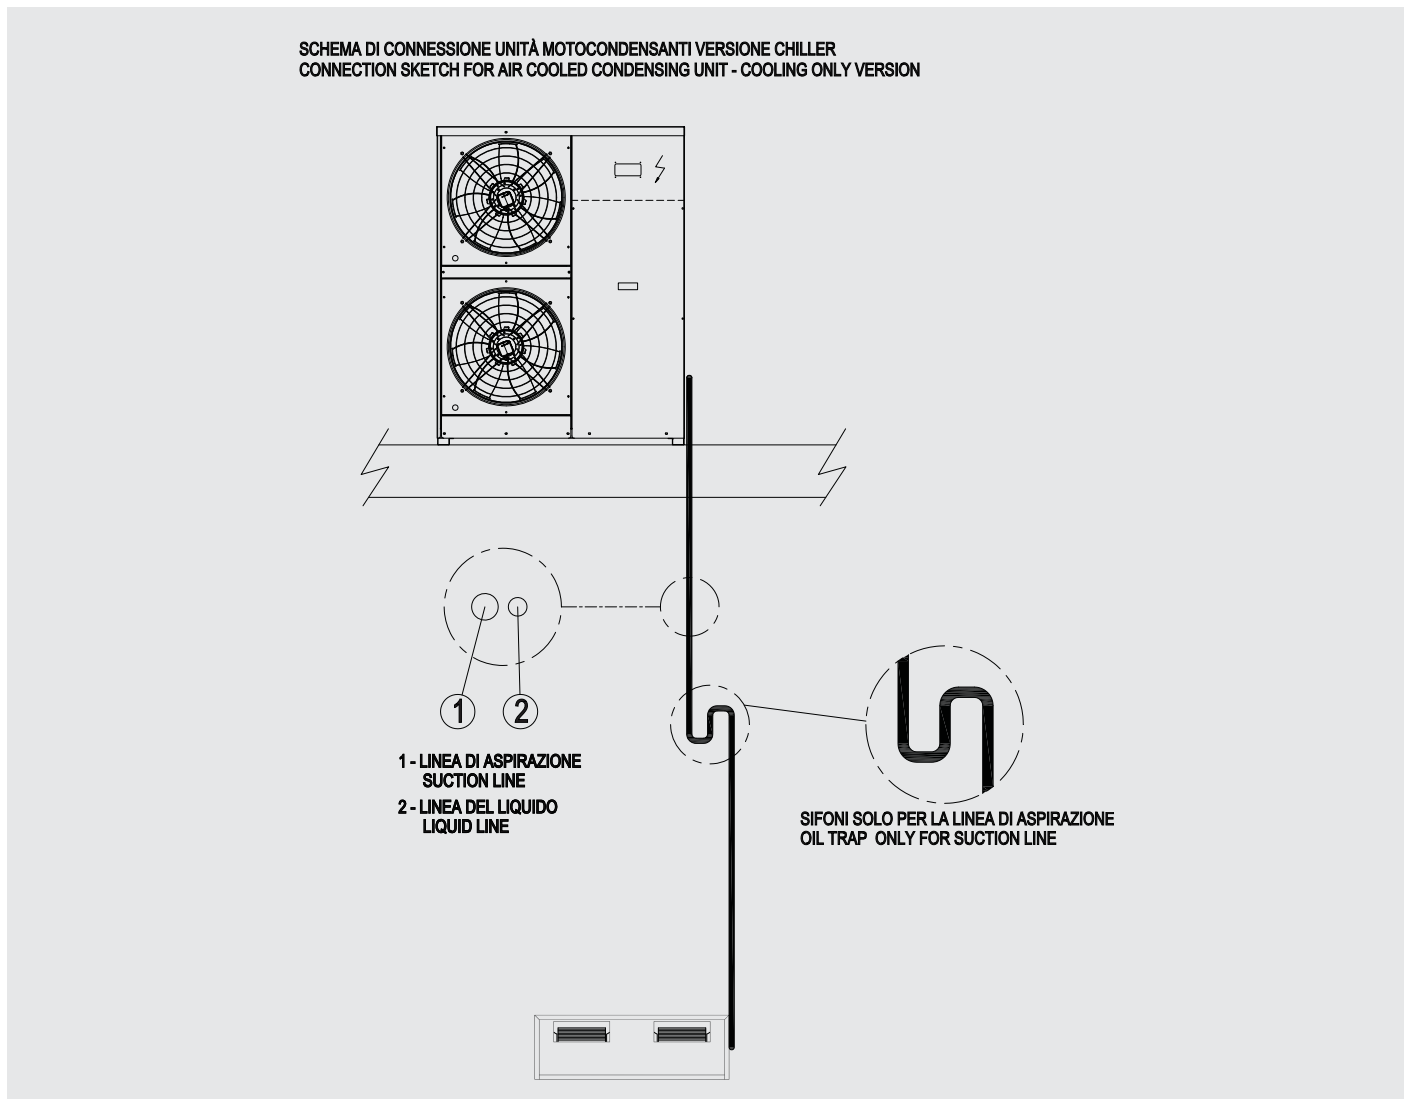 SCHEMA DI CONNESSIONE UNITÀ MOTOCONDENSANTI VERSIONE CHILLER
CONNECTION SKETCH FOR AIR COOLED CONDENSING UNIT - COOLING ONLY VERSION
1 2
1 - LINEA DI ASPIRAZIONE
SUCTION LINE
2 - LINEA DEL LIQUIDO
LIQUID LINE
SIFONI SOLO PER LA LINEA DI ASPIRAZIONE
OIL TRAP ONLY FOR SUCTION LINE